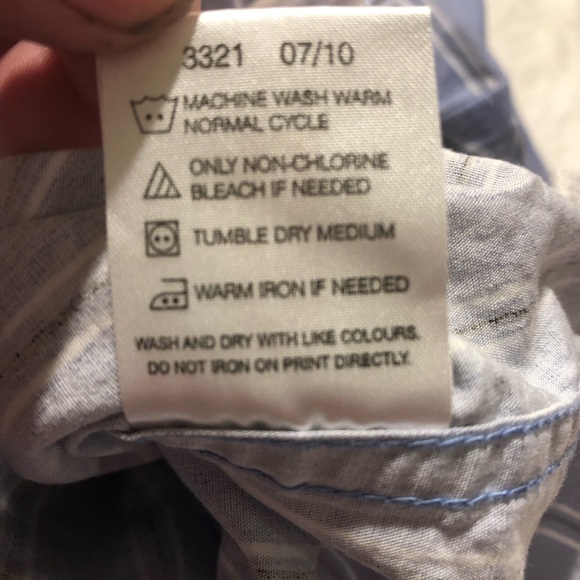 3321 07/10
MACHINE WASH WARM
NORMAL CYCLE
ONLY NON-CHLORINE
BLEACH IF NEEDED
TUMBLE DRY MEDIUM
WARM IRON IF NEEDED
WASH AND DRY WITH LIKE COLOURS.
DO NOT IRON ON PRINT DIRECTLY.